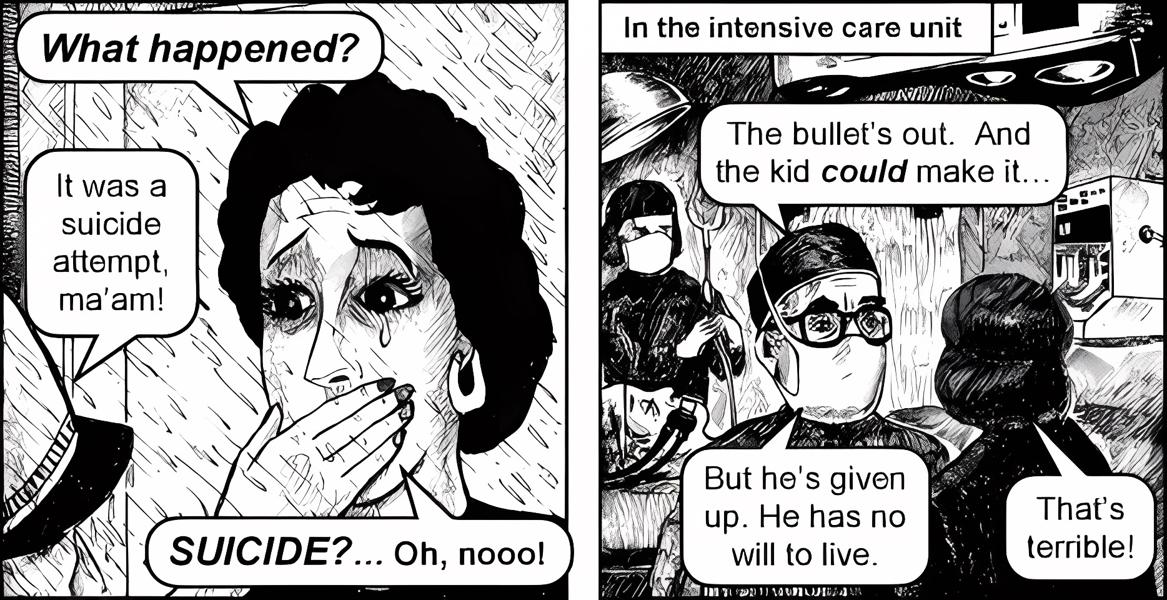 What happened?
It was a
suicide
attempt,
ma'am!
SUICIDE?... Oh, nooo!
In the intensive care unit
The bullet's out. And
the kid could make it...
But he's given
up. He has no
will to live.
That's
terrible!